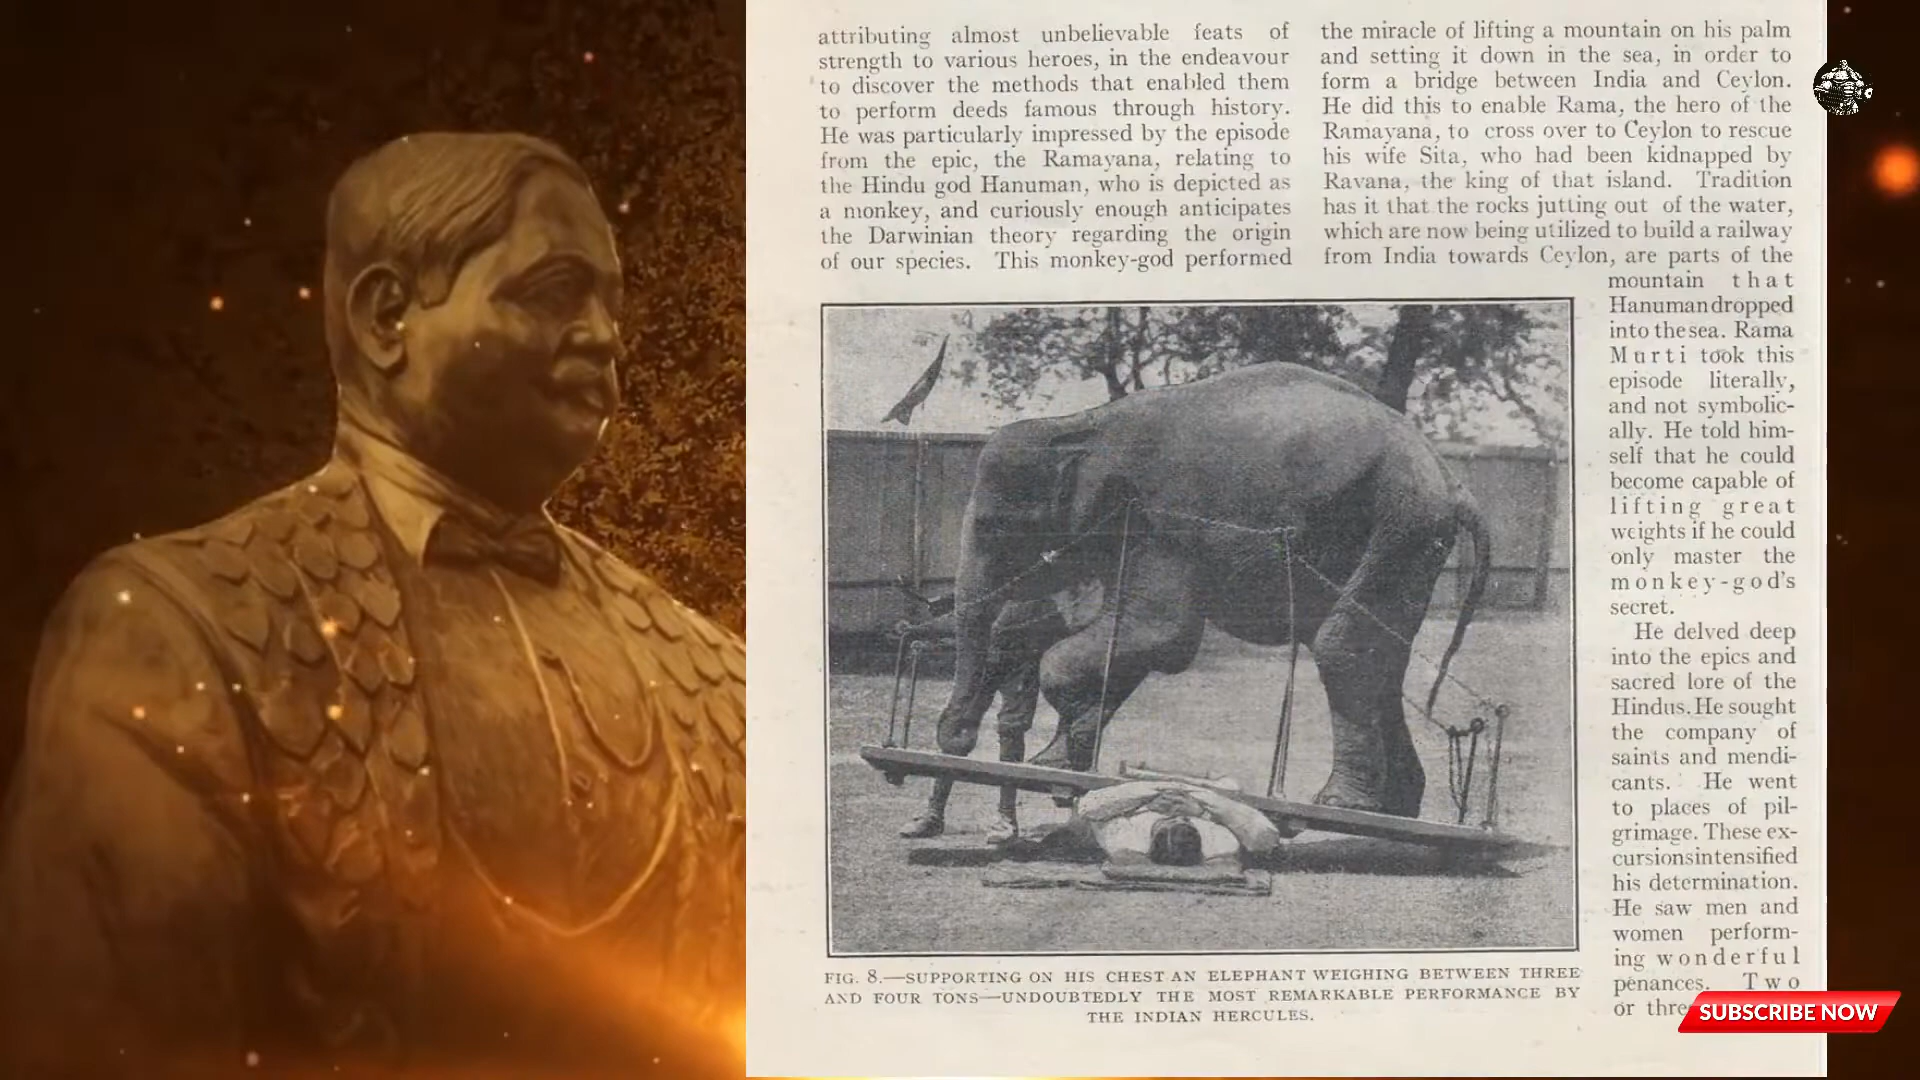 attributing almost unbelievable feats of
strength to various heroes, in the endeavour
to discover the methods that enabled them
to perform deeds famous through history.
He was particularly impressed by the episode
from the epic, the Ramayana, relating to
the Hindu god Hanuman, who is depicted as
a monkey, and curiously enough anticipates
the Darwinian theory regarding the origin
of our species. This monkey-god performed
the miracle of lifting a mountain on his palm
and setting it down in the sea, in order to
form a bridge between India and Ceylon.
He did this to enable Rama, the hero of the
Ramayana, to cross over to Ceylon to rescue
his wife Sita, who had been kidnapped by
Ravana, the king of that island. Tradition
has it that the rocks jutting out of the water,
which are now being utilized to build a railway
from India towards Ceylon, are parts of the
mountain that
Hanuman dropped
into the sea. Rama
Murti took this
episode literally,
and not symbolic-
ally. He told him-
self that he could
become capable of
lifting great
weights if he could
only master the
monkey-god's
secret.
He delved deep
into the epics and
sacred lore of the
Hindus. He sought
the company of
saints and mendi-
cants. He went
to places of pil-
grimage. These ex-
cursions intensified
his determination.
He saw men and
women perform-
ing wonderful
penances. Two
or thre
FIG. 8.—SUPPORTING ON HIS CHEST AN ELEPHANT WEIGHING BETWEEN THREE
AND FOUR TONS—UNDOUBTEDLY THE MOST REMARKABLE PERFORMANCE BY
THE INDIAN HERCULES.
SUBSCRIBE NOW